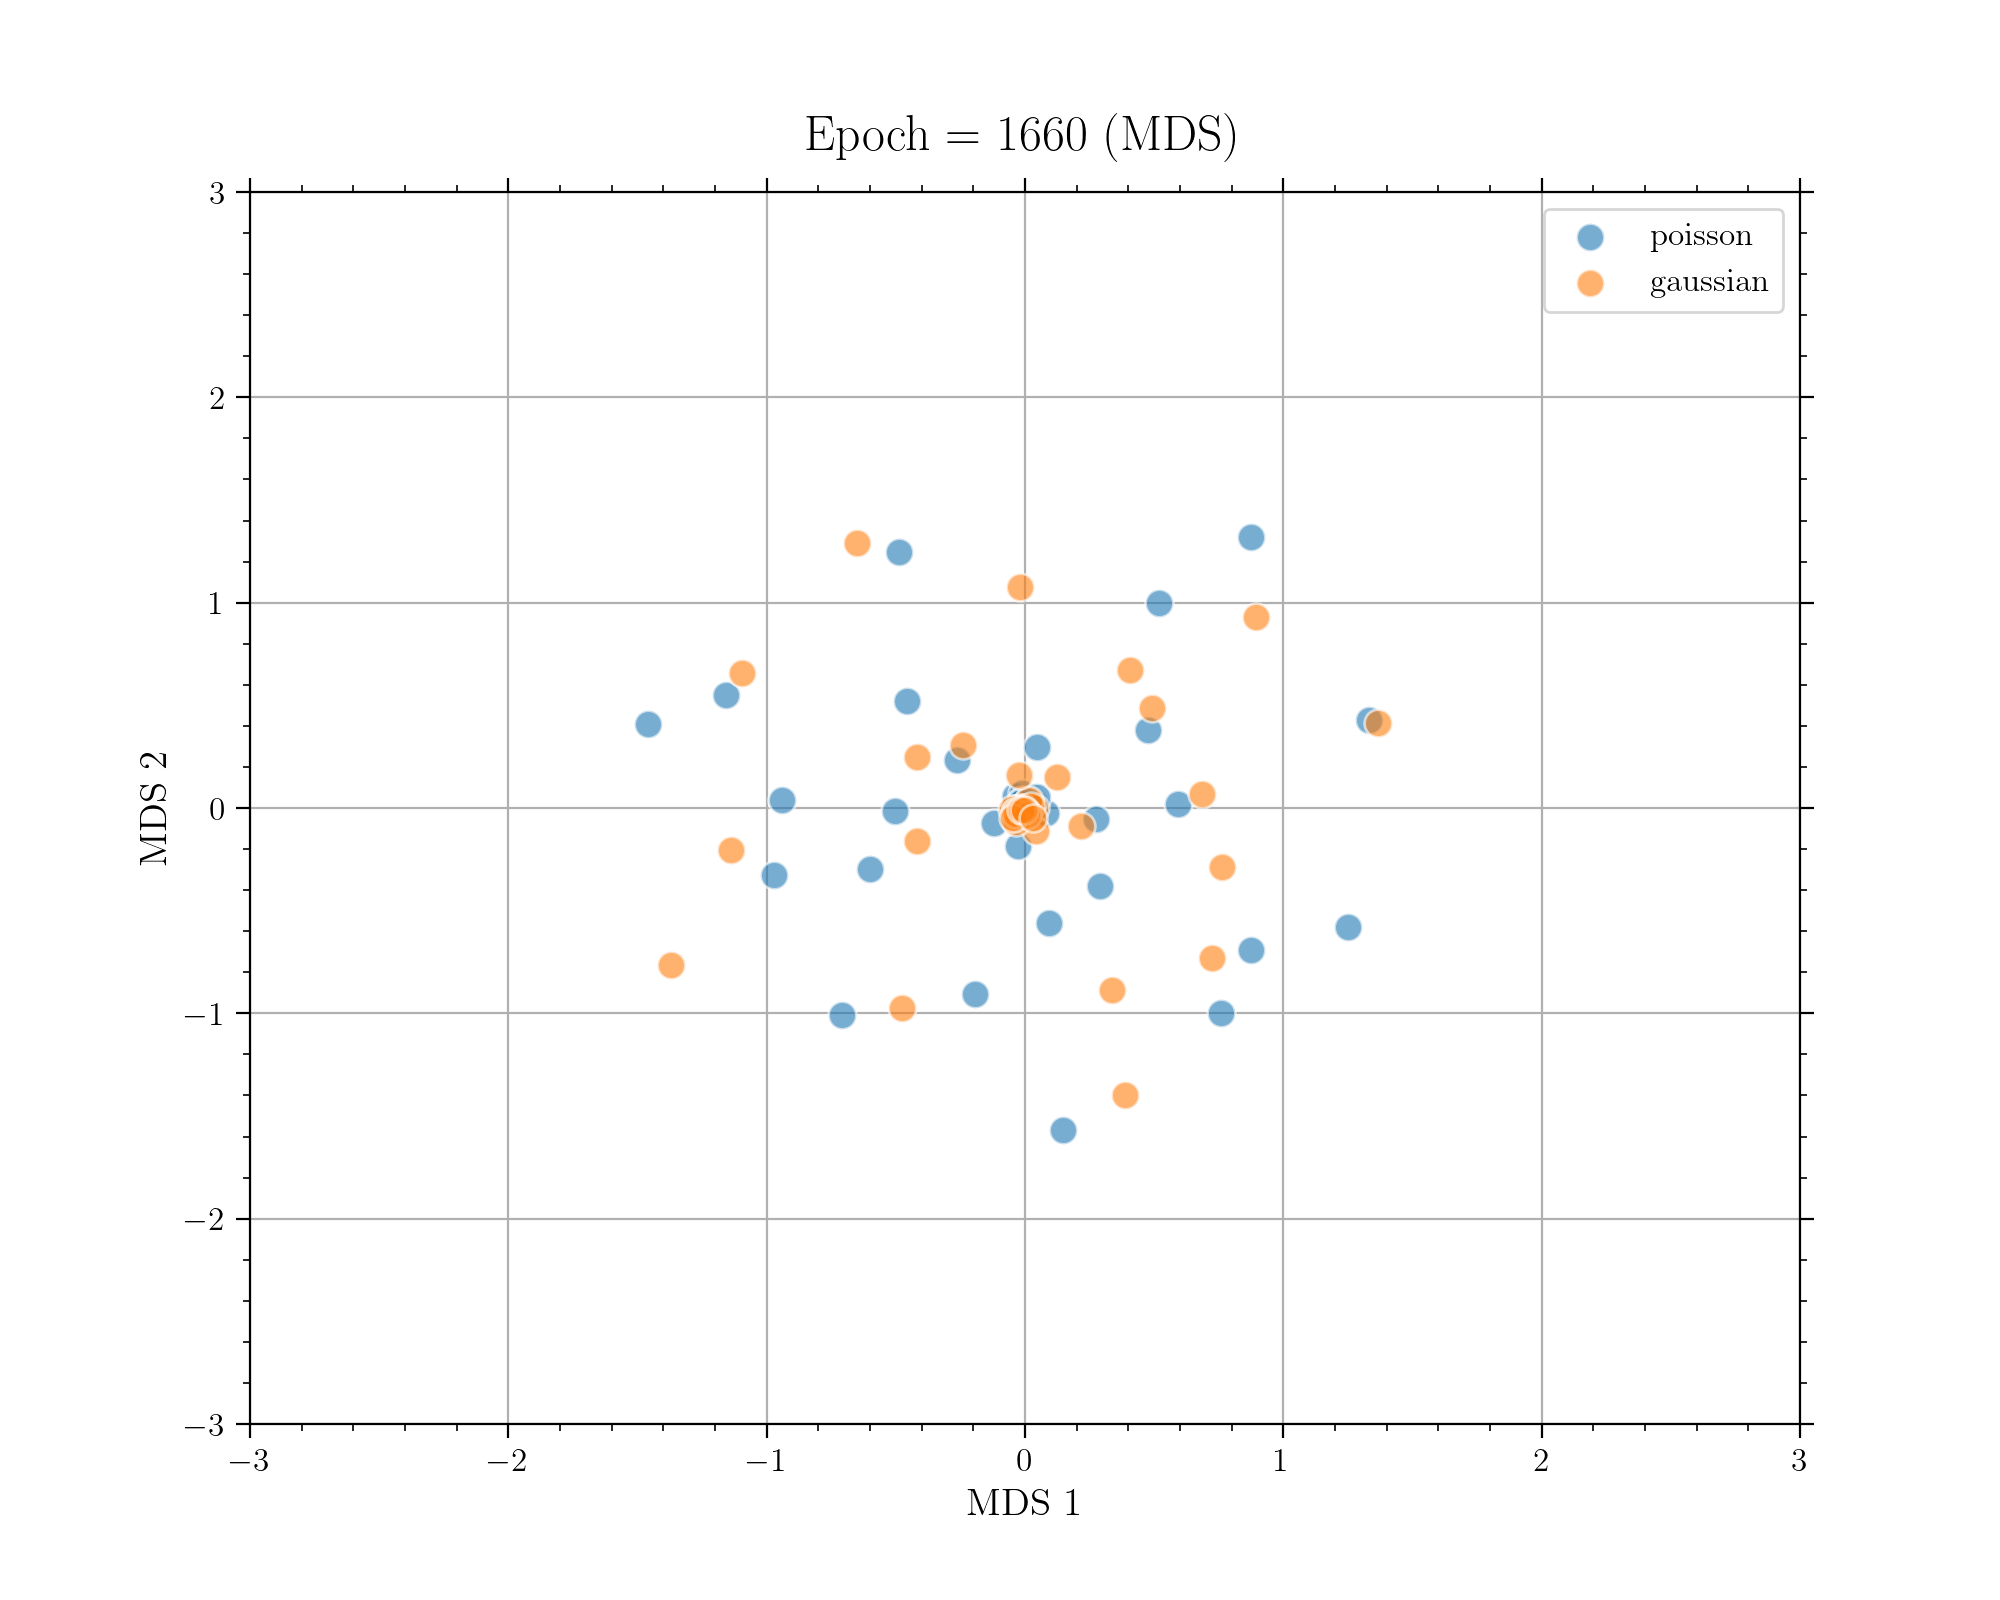 Epoch = 1660 (MDS)
poisson
gaussian
3
2
1
0
−1
−2
−3
MDS 2
−3 −2 −1 0 1 2 3
MDS 1